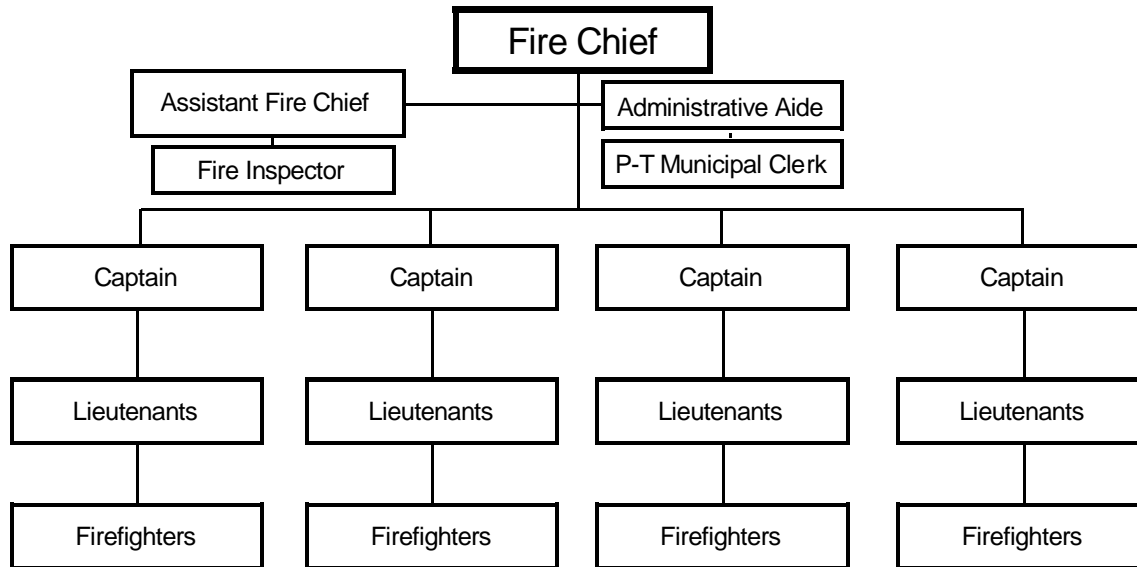 Fire Chief
Assistant Fire Chief
Administrative Aide
Fire Inspector
P-T Municipal Clerk
Captain
Captain
Captain
Captain
Lieutenants
Lieutenants
Lieutenants
Lieutenants
Firefighters
Firefighters
Firefighters
Firefighters